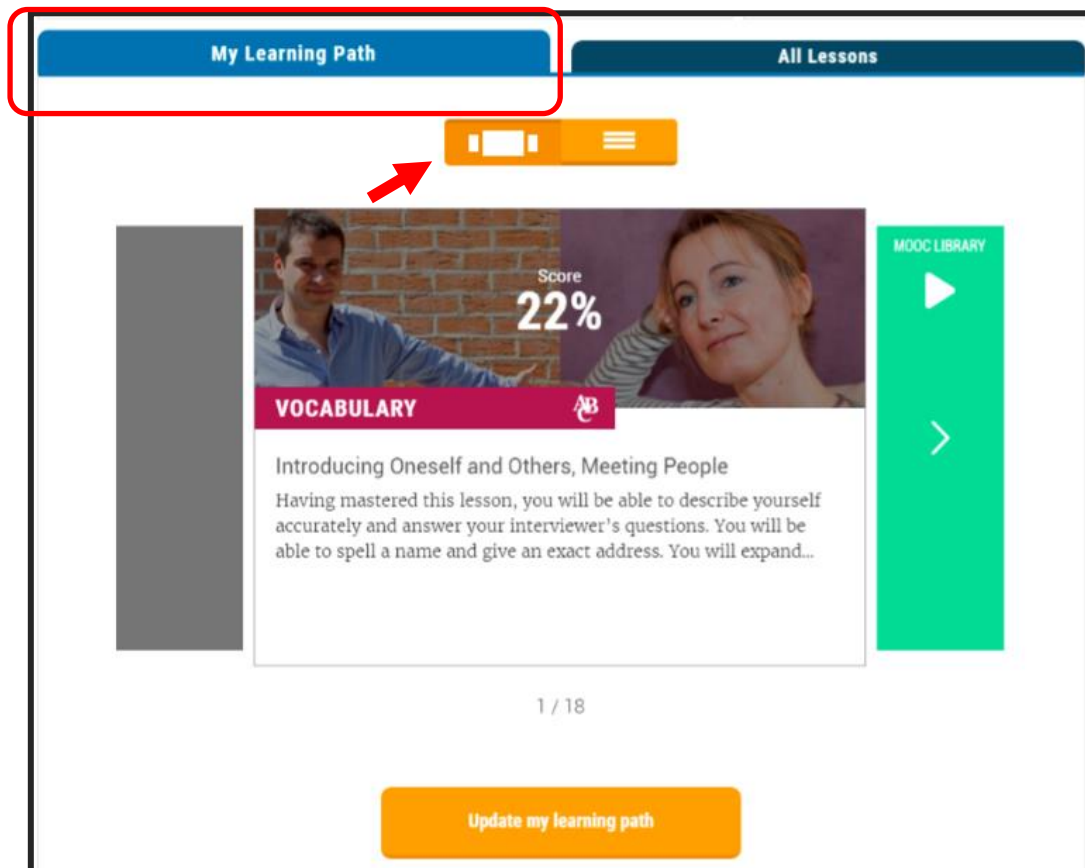 My Learning Path
All Lessons
MOOC LIBRARY
Score
22%
VOCABULARY
ABC
Introducing Oneself and Others, Meeting People
Having mastered this lesson, you will be able to describe yourself
accurately and answer your interviewer's questions. You will be
able to spell a name and give an exact address. You will expand...
1 / 18
Update my learning path